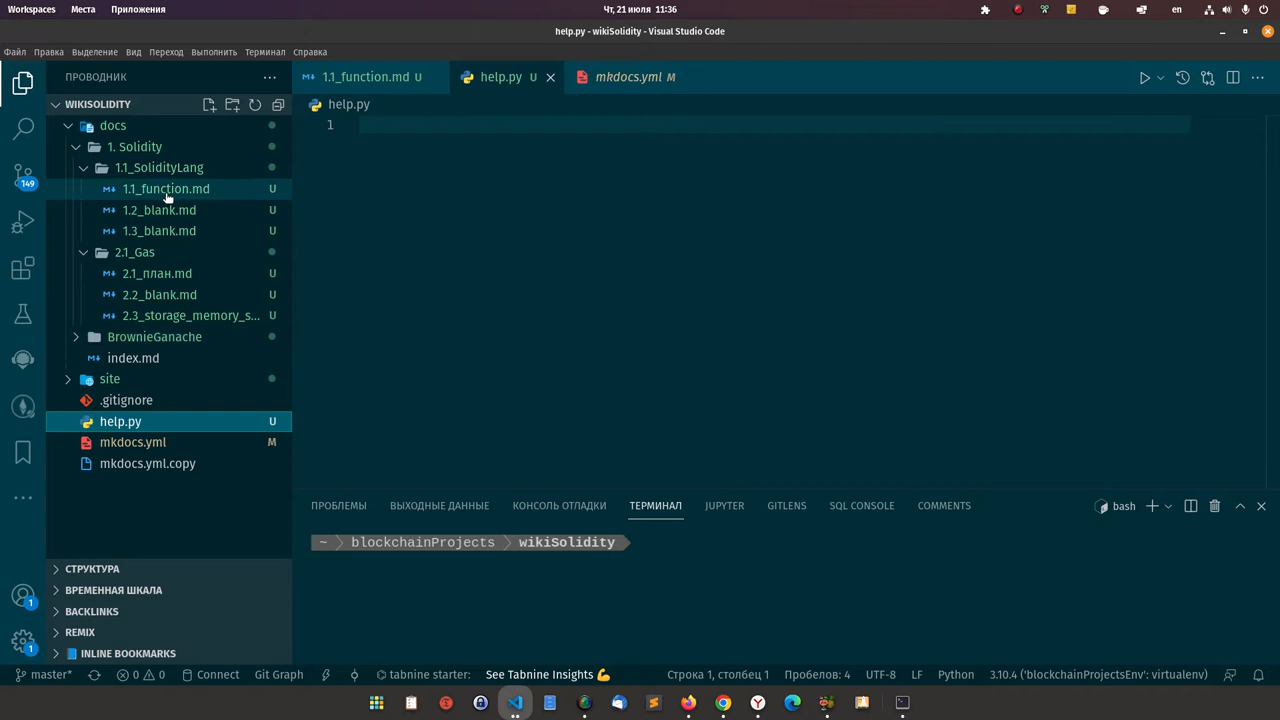 Workspaces Места Приложения Чт, 21 июля 11:36 en
help.py - wikiSolidity - Visual Studio Code
Файл Правка Выделение Вид Переход Выполнить Терминал Справка
ПРОВОДНИК
1.1_function.md U
help.py U
mkdocs.yml M
WIKISOLIDITY
help.py
docs
1
1. Solidity
1.1_SolidityLang
1.1_function.md U
149
1.2_blank.md U
1.3_blank.md U
2.1_Gas
2.1_план.md U
2.2_blank.md U
2.3_storage_memory_s... U
BrownieGanache
index.md
site
.gitignore
help.py U
mkdocs.yml M
mkdocs.yml.copy
ПРОБЛЕМЫ ВЫХОДНЫЕ ДАННЫЕ КОНСОЛЬ ОТЛАДКИ ТЕРМИНАЛ JUPYTER GITLENS SQL CONSOLE COMMENTS bash
~ blockchainProjects wikiSolidity
СТРУКТУРА
ВРЕМЕННАЯ ШКАЛА
1
BACKLINKS
REMIX
1
INLINE BOOKMARKS
master* 0 0 Connect Git Graph tabnine starter: See Tabnine Insights 💪 Строка 1, столбец 1 Пробелов: 4 UTF-8 LF Python 3.10.4 ('blockchainProjectsEnv': virtualenv)